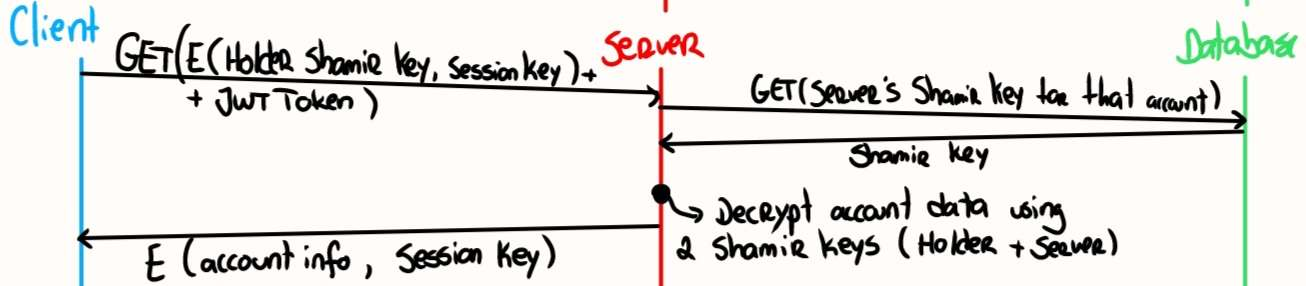 Client
Server
Database
GET(E(Holder Shamir Key, Session Key) +
+ JWT Token)
GET(Server's Shamir Key for that account)
Shamir Key
Decrypt account data using
2 Shamir Keys (Holder + Server)
E (account info, Session Key)